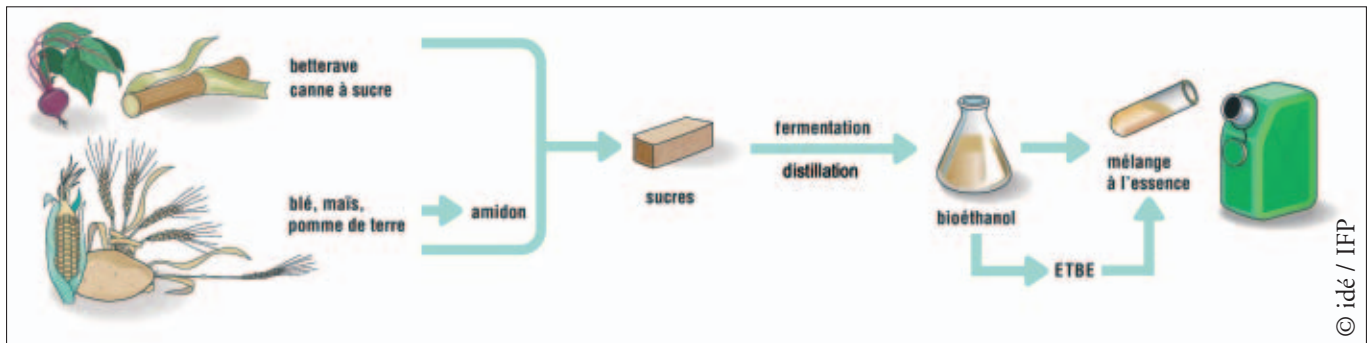 betterave
canne à sucre
blé, maïs,
pomme de terre
amidon
sucres
fermentation
distillation
bioéthanol
ETBE
mélange
à l'essence
© idé / IFP